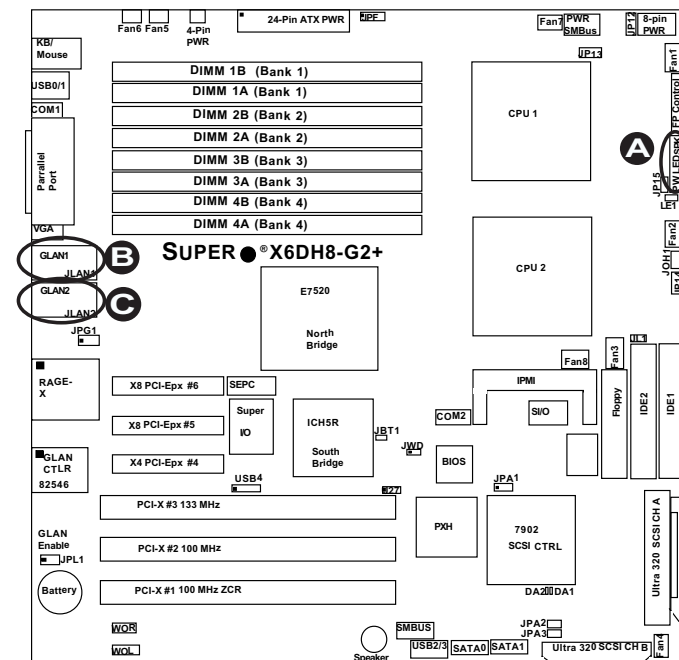 Fan6 Fan5
4-Pin
PWR
24-Pin ATX PWR
JPF
Fan7
PWR
SMBus
JP12
8-pin
PWR
KB/
Mouse
JP13
Fan1
USB0/1
DIMM 1B (Bank 1)
DIMM 1A (Bank 1)
DIMM 2B (Bank 2)
DIMM 2A (Bank 2)
DIMM 3B (Bank 3)
DIMM 3A (Bank 3)
DIMM 4B (Bank 4)
DIMM 4A (Bank 4)
COM1
CPU 1
FP Control
A
PW LED
Parrallel
Port
JP15
LE1
VGA
GLAN1
JLAN1
B
SUPER ® X6DH8-G2+
Fan2
JOH1
GLAN2
JLAN2
C
CPU 2
E7520
North
Bridge
JPG1
Fan8
Fan3
JL1
RAGE-
X
X8 PCI-Epx #6
SEPC
IPMI
Floppy
IDE2
IDE1
Super
I/O
ICH5R
South
Bridge
COM2
SI/O
X8 PCI-Epx #5
JBT1
JWD
GLAN
CTLR
82546
X4 PCI-Epx #4
BIOS
USB4
JPA1
PCI-X #3 133 MHz
PXH
7902
SCSI CTRL
Ultra 320 SCSI CH A
GLAN
Enable
JPL1
PCI-X #2 100 MHz
Battery
PCI-X #1 100 MHz ZCR
DA2 DA1
WOR
WOL
Speaker
SMBUS
USB2/3
SATA0
SATA1
JPA2
JPA3
Ultra 320 SCSI CH B
Fan4